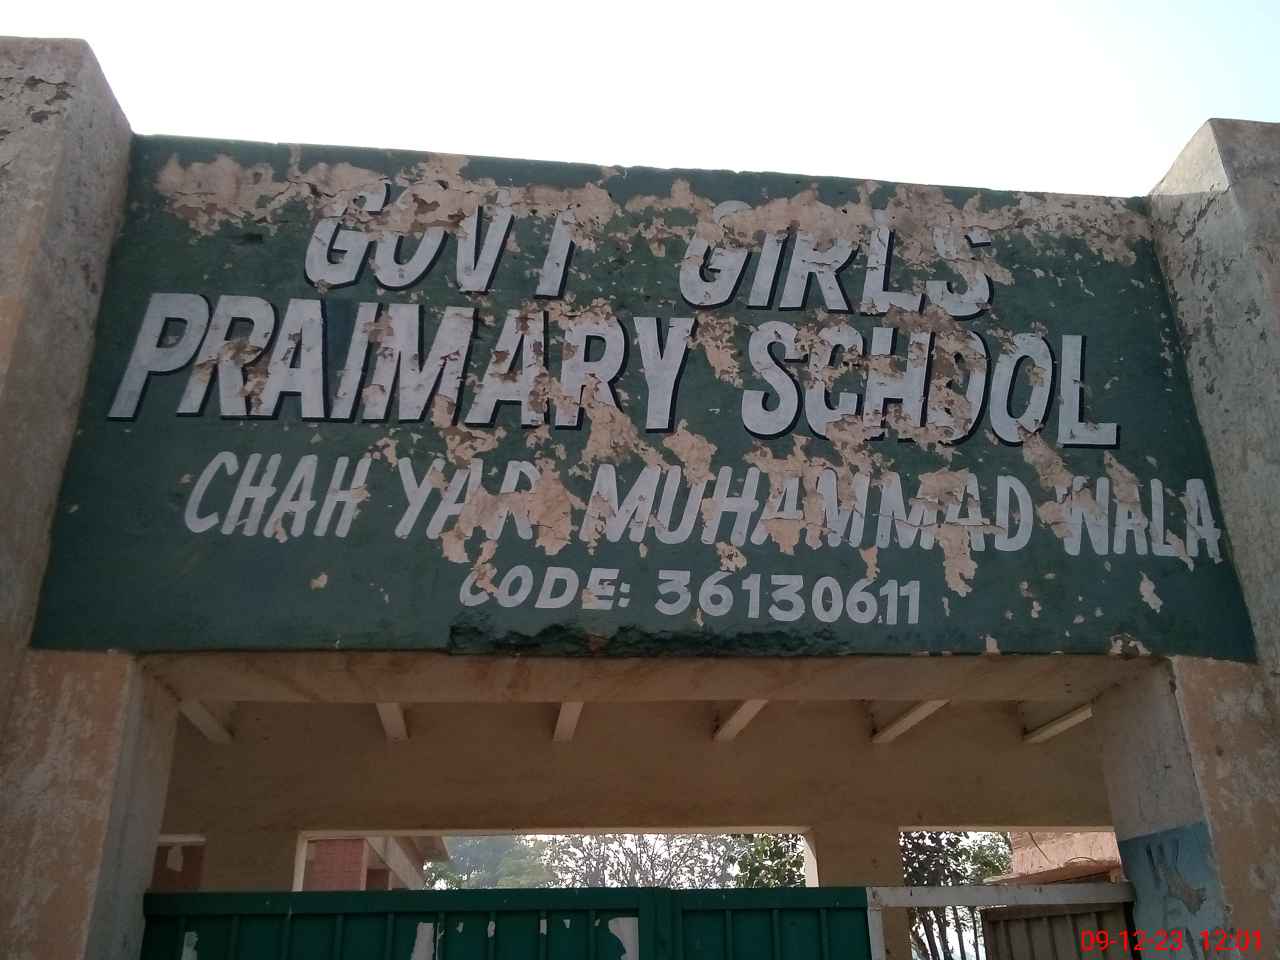 GOVT GIRLS
PRAIMARY SCHOOL
CHAH YAR MUHAMMAD WALA
CODE: 36130611
09-12-23 12:01